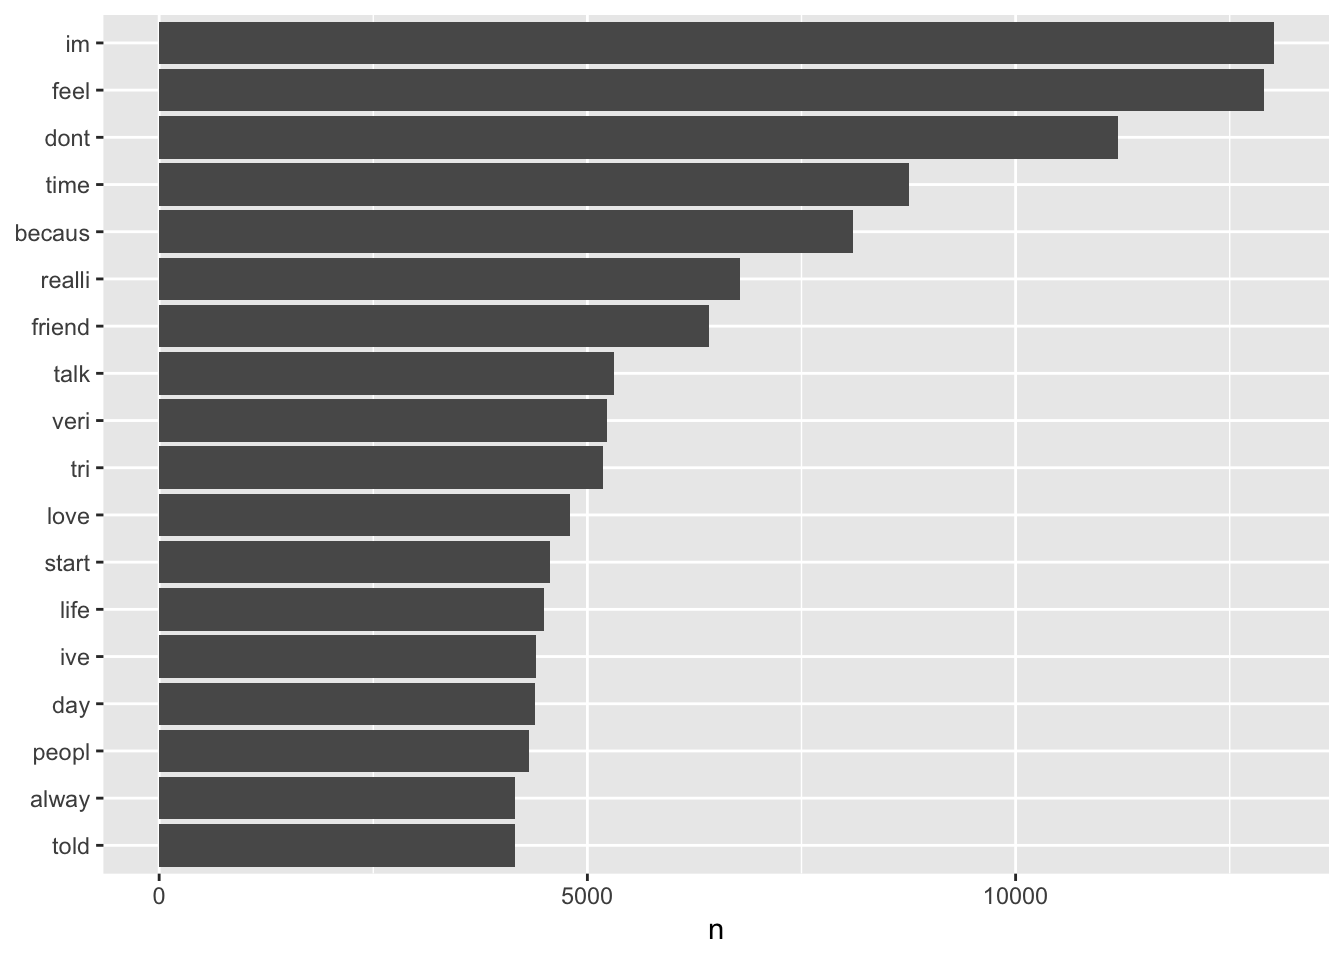 im
feel
dont
time
becaus
realli
friend
talk
veri
tri
love
start
life
ive
day
peopl
alway
told
0 5000 10000
n